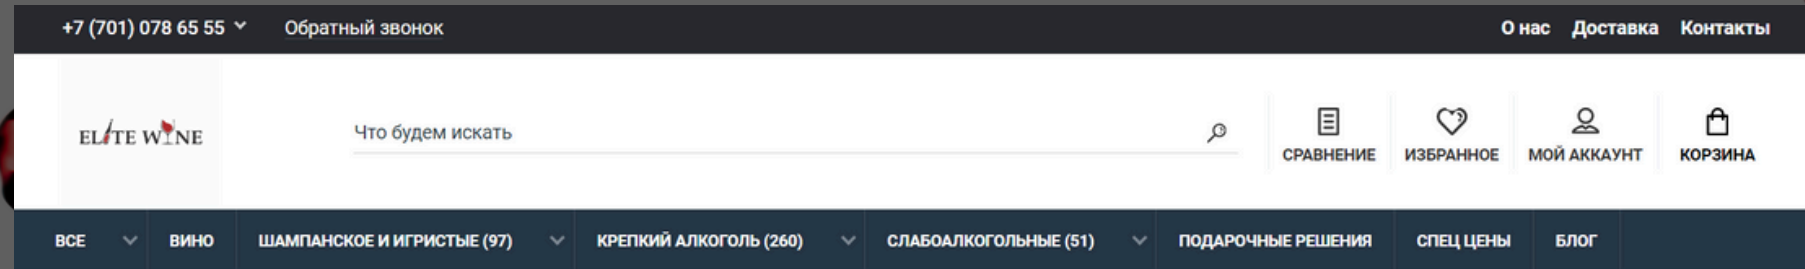 +7 (701) 078 65 55 Обратный звонок О нас Доставка Контакты
ELITE WINE Что будем искать
СРАВНЕНИЕ ИЗБРАННОЕ МОЙ АККАУНТ КОРЗИНА
ВСЕ ВИНО ШАМПАНСКОЕ И ИГРИСТЫЕ (97) КРЕПКИЙ АЛКОГОЛЬ (260) СЛАБОАЛКОГОЛЬНЫЕ (51) ПОДАРОЧНЫЕ РЕШЕНИЯ СПЕЦ ЦЕНЫ БЛОГ